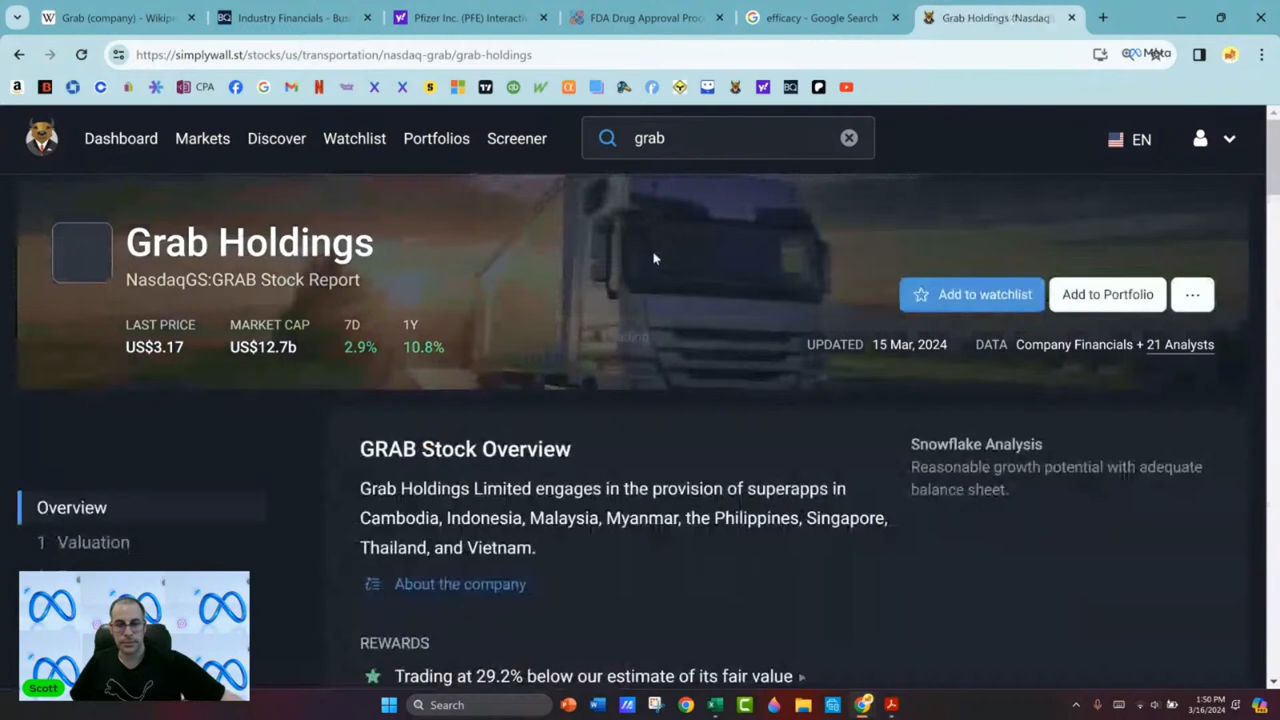 Grab (company) - Wikipe
Industry Financials - Bus
Pfizer Inc. (PFE) Interacti
FDA Drug Approval Proc
efficacy - Google Search
Grab Holdings (Nasdaq
https://simplywall.st/stocks/us/transportation/nasdaq-grab/grab-holdings
Meta
CPA
Dashboard
Markets
Discover
Watchlist
Portfolios
Screener
grab
EN
Grab Holdings
NasdaqGS:GRAB Stock Report
Add to watchlist
Add to Portfolio
LAST PRICE
MARKET CAP
7D
1Y
US$3.17
US$12.7b
2.9%
10.8%
UPDATED 15 Mar, 2024
DATA Company Financials + 21 Analysts
GRAB Stock Overview
Grab Holdings Limited engages in the provision of superapps in
Cambodia, Indonesia, Malaysia, Myanmar, the Philippines, Singapore,
Thailand, and Vietnam.
About the company
Snowflake Analysis
Reasonable growth potential with adequate
balance sheet.
Overview
1 Valuation
REWARDS
Trading at 29.2% below our estimate of its fair value
Scott
Search
1:50 PM
3/16/2024